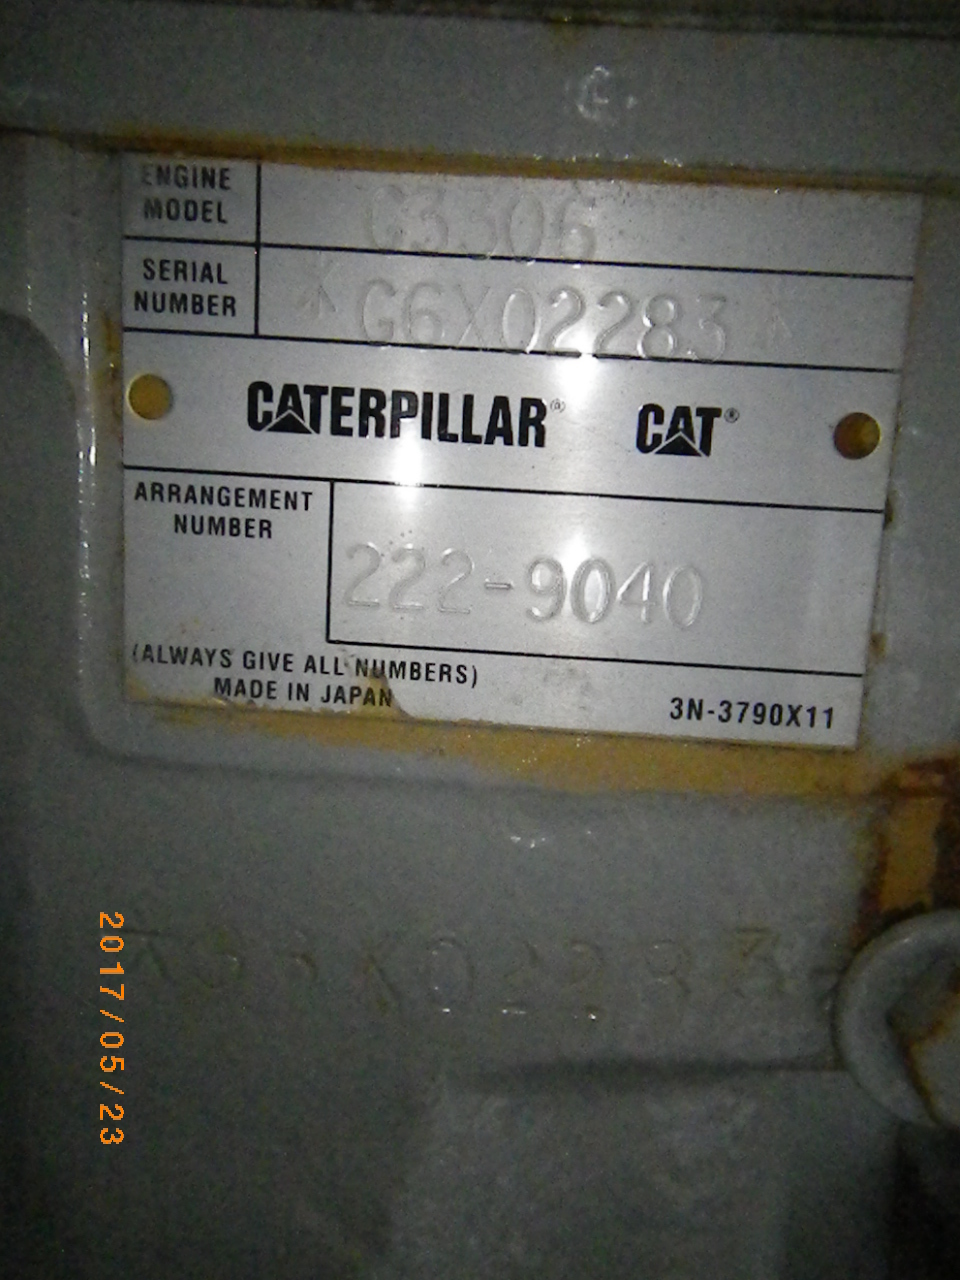 ENGINE
MODEL
G3306
SERIAL
NUMBER
G6X02283
CATERPILLAR® CAT®
ARRANGEMENT
NUMBER
222-9040
(ALWAYS GIVE ALL NUMBERS)
MADE IN JAPAN
3N-3790X11
2017/05/23